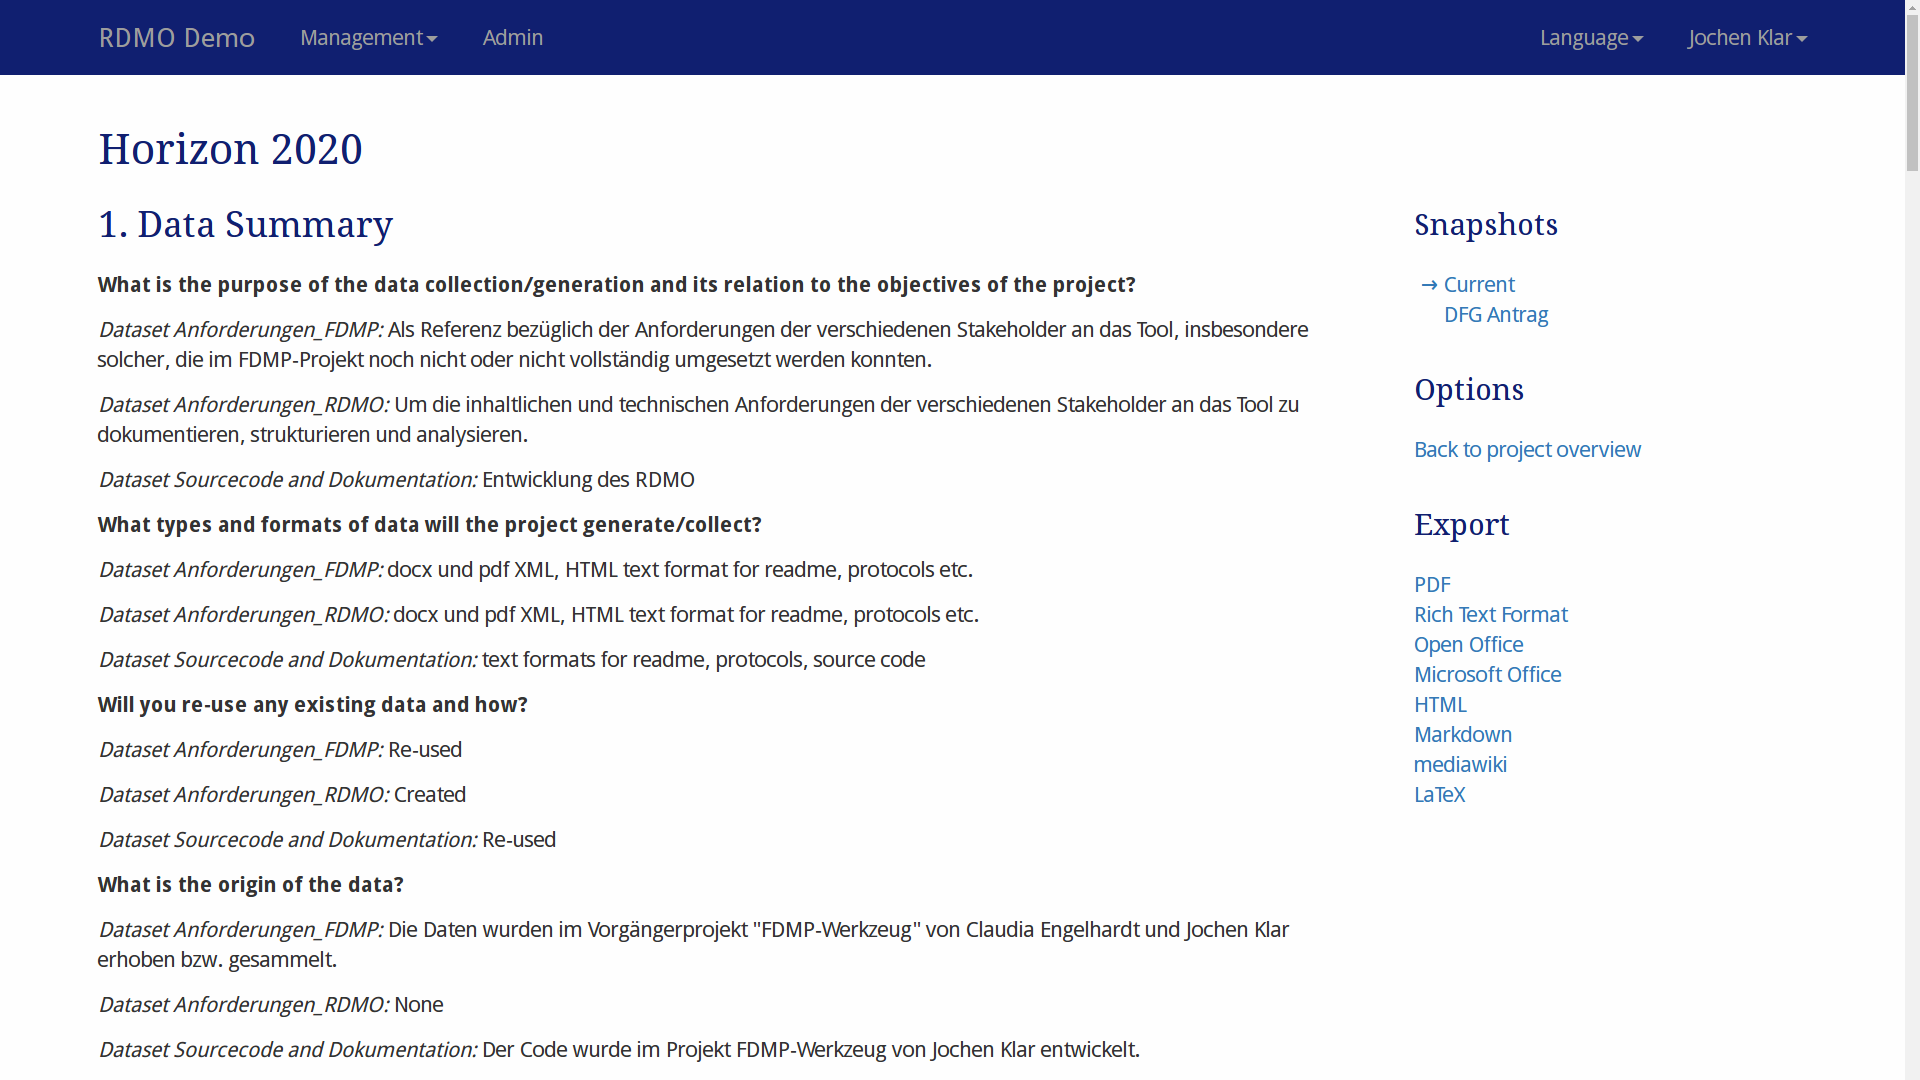 RDMO Demo Management Admin Language Jochen Klar
Horizon 2020
1. Data Summary
What is the purpose of the data collection/generation and its relation to the objectives of the project?
Dataset Anforderungen_FDMP: Als Referenz bezüglich der Anforderungen der verschiedenen Stakeholder an das Tool, insbesondere
solcher, die im FDMP-Projekt noch nicht oder nicht vollständig umgesetzt werden konnten.
Dataset Anforderungen_RDMO: Um die inhaltlichen und technischen Anforderungen der verschiedenen Stakeholder an das Tool zu
dokumentieren, strukturieren und analysieren.
Dataset Sourcecode and Dokumentation: Entwicklung des RDMO
What types and formats of data will the project generate/collect?
Dataset Anforderungen_FDMP: docx und pdf XML, HTML text format for readme, protocols etc.
Dataset Anforderungen_RDMO: docx und pdf XML, HTML text format for readme, protocols etc.
Dataset Sourcecode and Dokumentation: text formats for readme, protocols, source code
Will you re-use any existing data and how?
Dataset Anforderungen_FDMP: Re-used
Dataset Anforderungen_RDMO: Created
Dataset Sourcecode and Dokumentation: Re-used
What is the origin of the data?
Dataset Anforderungen_FDMP: Die Daten wurden im Vorgängerprojekt "FDMP-Werkzeug" von Claudia Engelhardt und Jochen Klar
erhoben bzw. gesammelt.
Dataset Anforderungen_RDMO: None
Dataset Sourcecode and Dokumentation: Der Code wurde im Projekt FDMP-Werkzeug von Jochen Klar entwickelt.
Snapshots
→ Current
DFG Antrag
Options
Back to project overview
Export
PDF
Rich Text Format
Open Office
Microsoft Office
HTML
Markdown
mediawiki
LaTeX